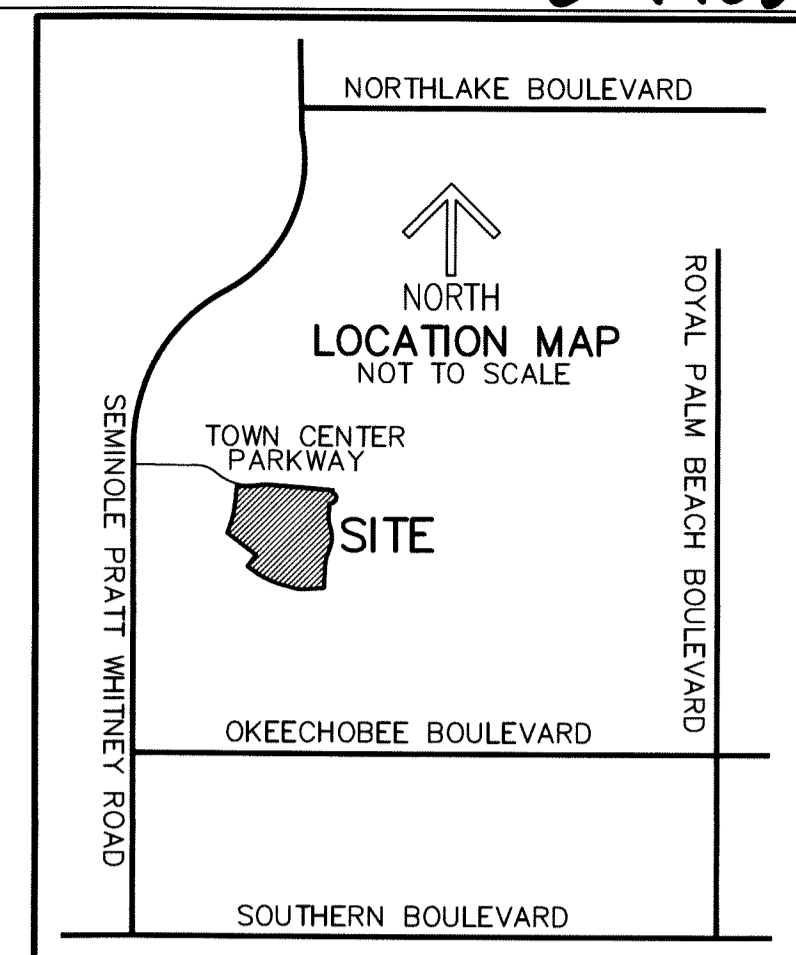 NORTHLAKE BOULEVARD
NORTH
LOCATION MAP
NOT TO SCALE
ROYAL PALM BEACH BOULEVARD
SEMINOLE PRATT WHITNEY ROAD
TOWN CENTER
PARKWAY
SITE
OKEECHOBEE BOULEVARD
SOUTHERN BOULEVARD